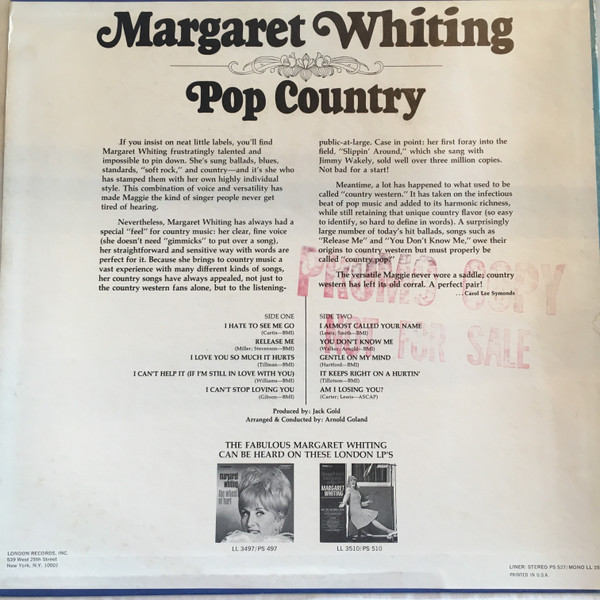 Margaret Whiting
Pop Country
If you insist on neat little labels, you'll find
Margaret Whiting frustratingly talented and
impossible to pin down. She's sung ballads, blues,
standards, "soft rock," and country—and it's she who
has stamped them with her own highly individual
style. This combination of voice and versatility has
made Maggie the kind of singer people never get
tired of hearing.
Nevertheless, Margaret Whiting has always had a
special "feel" for country music: her clear, fine voice
(she doesn't need "gimmicks" to put over a song),
her straightforward and sensitive way with words are
perfect for it. Because she brings to country music a
vast experience with many different kinds of songs,
her country songs have always appealed, not just to
the country western fans alone, but to the listening-
public-at-large. Case in point: her first foray into the
field, "Slippin' Around," which she sang with
Jimmy Wakely, sold well over three million copies.
Not bad for a start!
Meantime, a lot has happened to what used to be
called "country western." It has taken on the infectious
beat of pop music and added to its harmonic richness,
while still retaining that unique country flavor (so easy
to identify, so hard to define in words). A surprisingly
large number of today's hit ballads, songs such as
"Release Me" and "You Don't Know Me," owe their
origins to country western but must properly be
called "country-pop."
The versatile Maggie never wore a saddle; country
western has left its old corral. A perfect pair!
...Carol Lee Symonds
PROMO COPY
NOT FOR SALE
SIDE ONE
I HATE TO SEE ME GO
(Curtis—BMI)
RELEASE ME
(Miller; Stevenson—BMI)
I LOVE YOU SO MUCH IT HURTS
(Tillman—BMI)
I CAN'T HELP IT (IF I'M STILL IN LOVE WITH YOU)
(Williams—BMI)
I CAN'T STOP LOVING YOU
(Gibson—BMI)
SIDE TWO
I ALMOST CALLED YOUR NAME
(Lewis; Smith—BMI)
YOU DON'T KNOW ME
(Walker; Arnold—BMI)
GENTLE ON MY MIND
(Hartford—BMI)
IT KEEPS RIGHT ON A HURTIN'
(Tillotson—BMI)
AM I LOSING YOU?
(Carter; Lewis—ASCAP)
Produced by: Jack Gold
Arranged & Conducted by: Arnold Goland
THE FABULOUS MARGARET WHITING
CAN BE HEARD ON THESE LONDON LP'S
margaret
whiting
the wheel
of hurt
MARGARET
WHITING
LL 3497/PS 497
LL 3510/PS 510
LONDON RECORDS, INC.
539 West 25th Street
New York, N.Y. 10001
LINER: STEREO PS 527/MONO LL
PRINTED IN U.S.A.